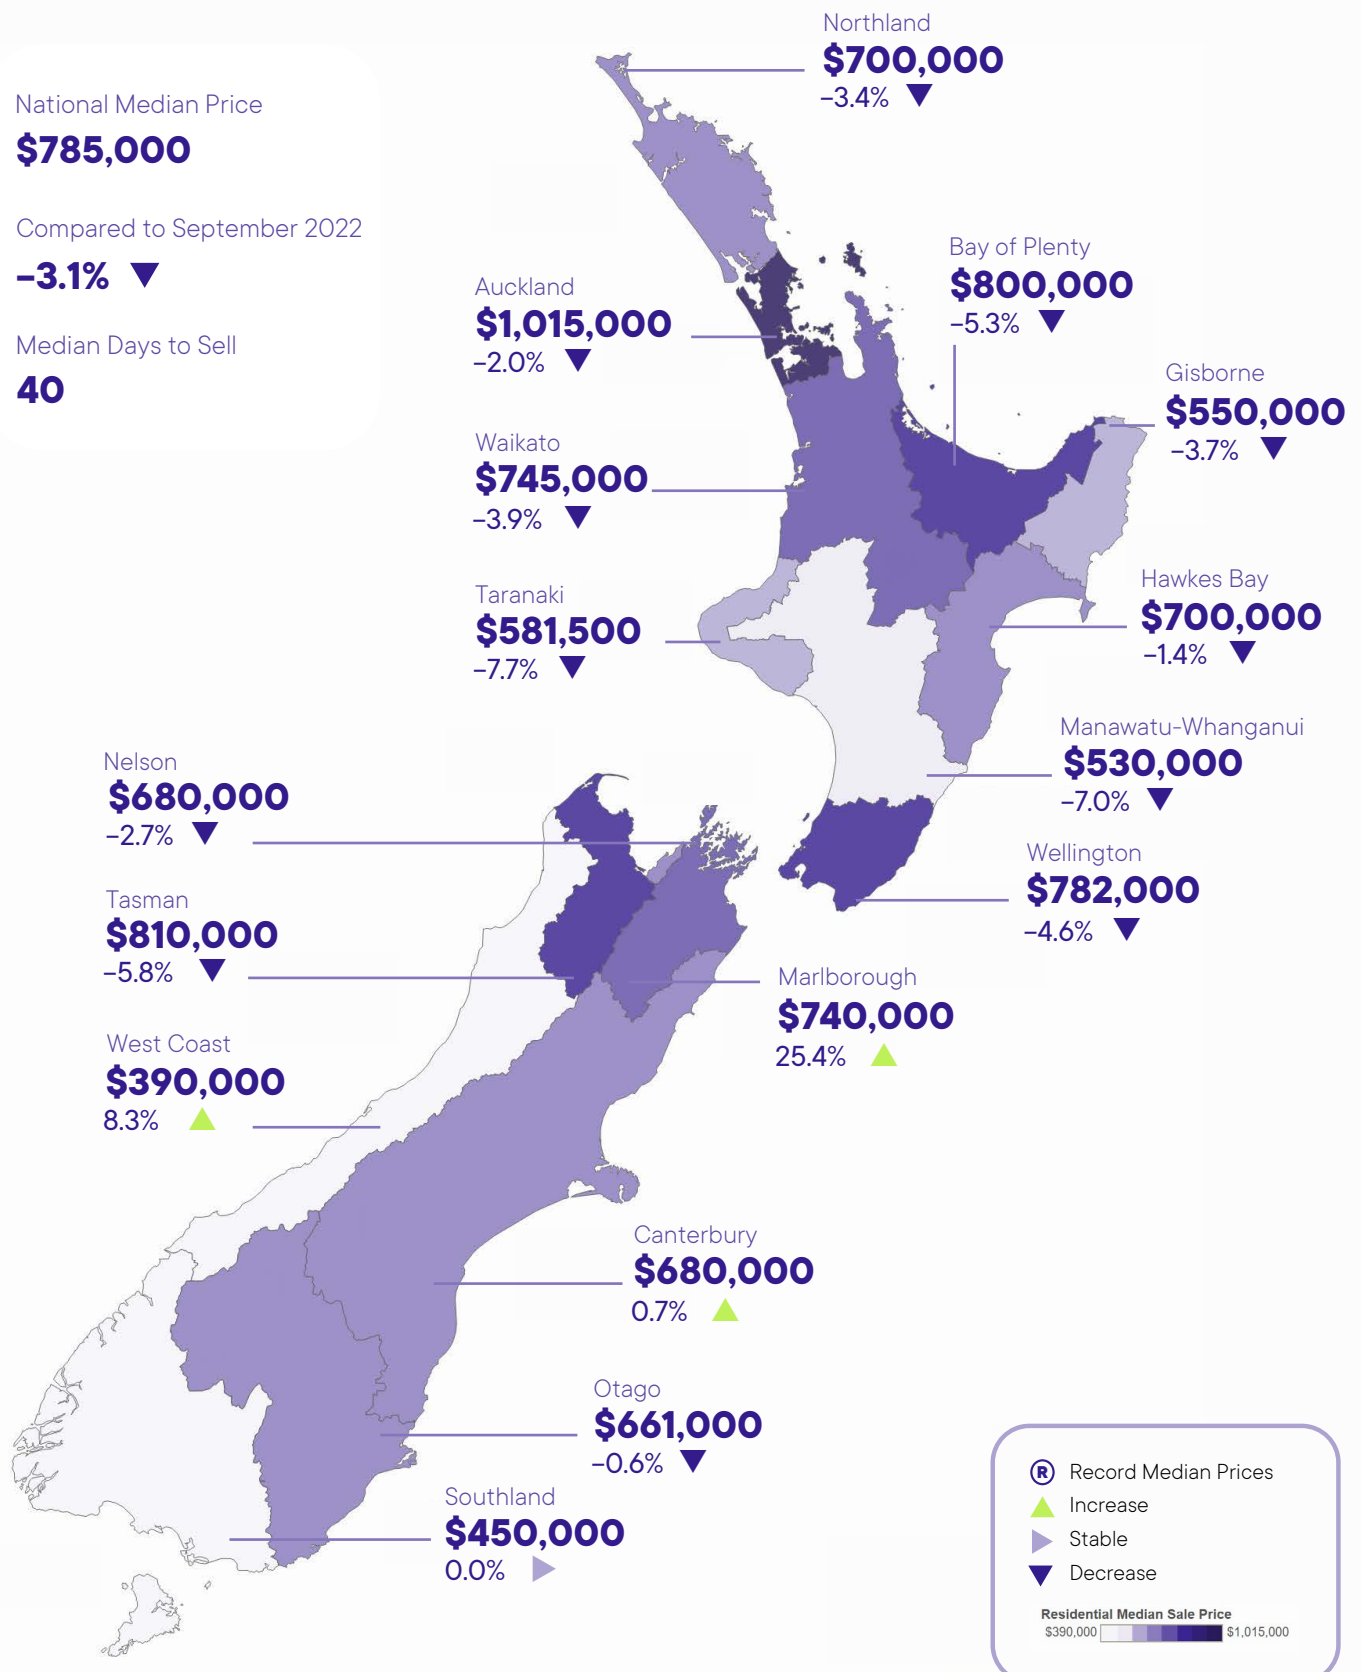 National Median Price
$785,000
Compared to September 2022
-3.1%
Median Days to Sell
40
Northland
$700,000
-3.4%
Auckland
$1,015,000
-2.0%
Bay of Plenty
$800,000
-5.3%
Gisborne
$550,000
-3.7%
Waikato
$745,000
-3.9%
Taranaki
$581,500
-7.7%
Hawkes Bay
$700,000
-1.4%
Manawatu-Whanganui
$530,000
-7.0%
Wellington
$782,000
-4.6%
Nelson
$680,000
-2.7%
Tasman
$810,000
-5.8%
Marlborough
$740,000
25.4%
West Coast
$390,000
8.3%
Canterbury
$680,000
0.7%
Otago
$661,000
-0.6%
Southland
$450,000
0.0%
R Record Median Prices
Increase
Stable
Decrease
Residential Median Sale Price
$390,000 $1,015,000